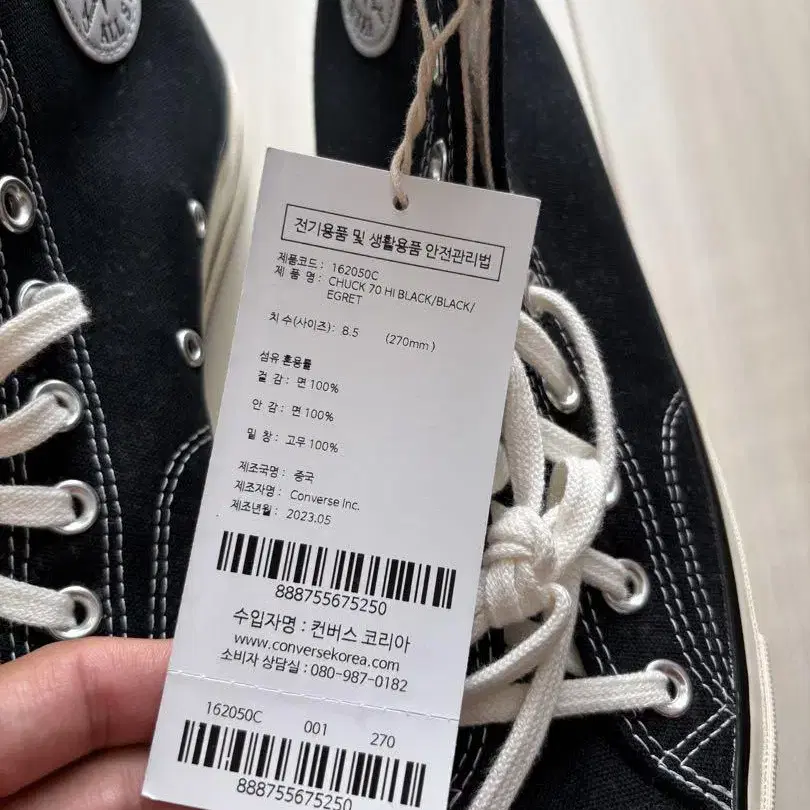 ALL S
전기용품 및 생활용품 안전관리법
제품코드 : 162050C
제 품 명 : CHUCK 70 HI BLACK/BLACK/
EGRET
치 수(사이즈) : 8.5 (270mm)
섬유 혼용률
겉 감 : 면 100%
안 감 : 면 100%
밑 창 : 고무 100%
제조국명 : 중국
제조자명 : Converse Inc.
제조년월 : 2023.05
888755675250
수입자명 : 컨버스 코리아
www.conversekorea.com
소비자 상담실 : 080-987-0182
162050C 001 270
888755675250